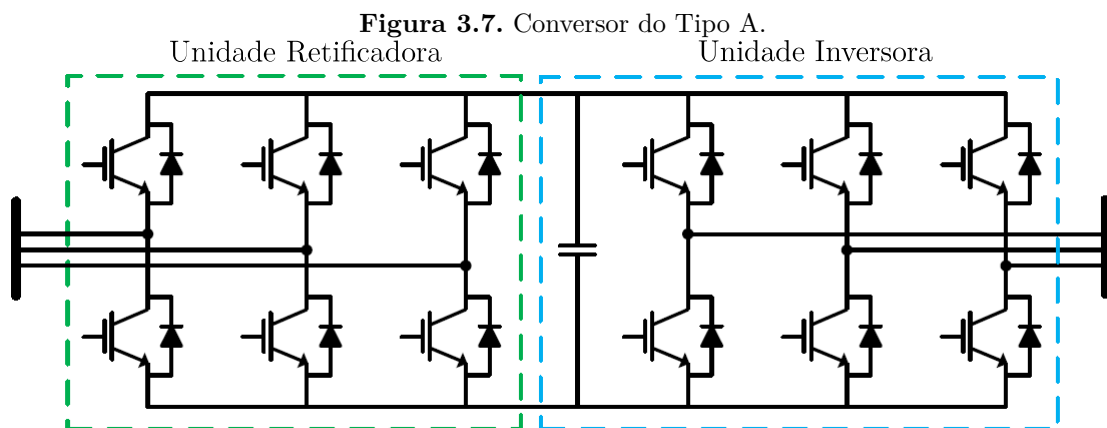 Figura 3.7. Conversor do Tipo A.
Unidade Retificadora
Unidade Inversora